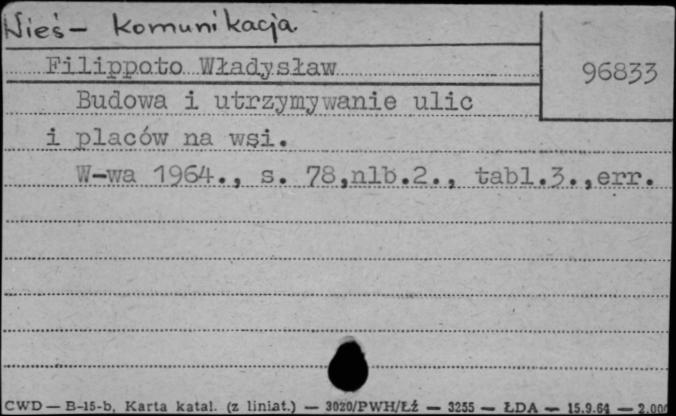 Wieś – Komunikacja
Filippoto Władysław
96833
Budowa i utrzymywanie ulic
i placów na wsi.
W-wa 1964., s. 78,nlb.2., tabl.3.,err.
CWD — B-15-b, Karta katal. (z liniat.) — 3020/PWH/Łź — 3255 — ŁDA — 15.9.64 — 2.000